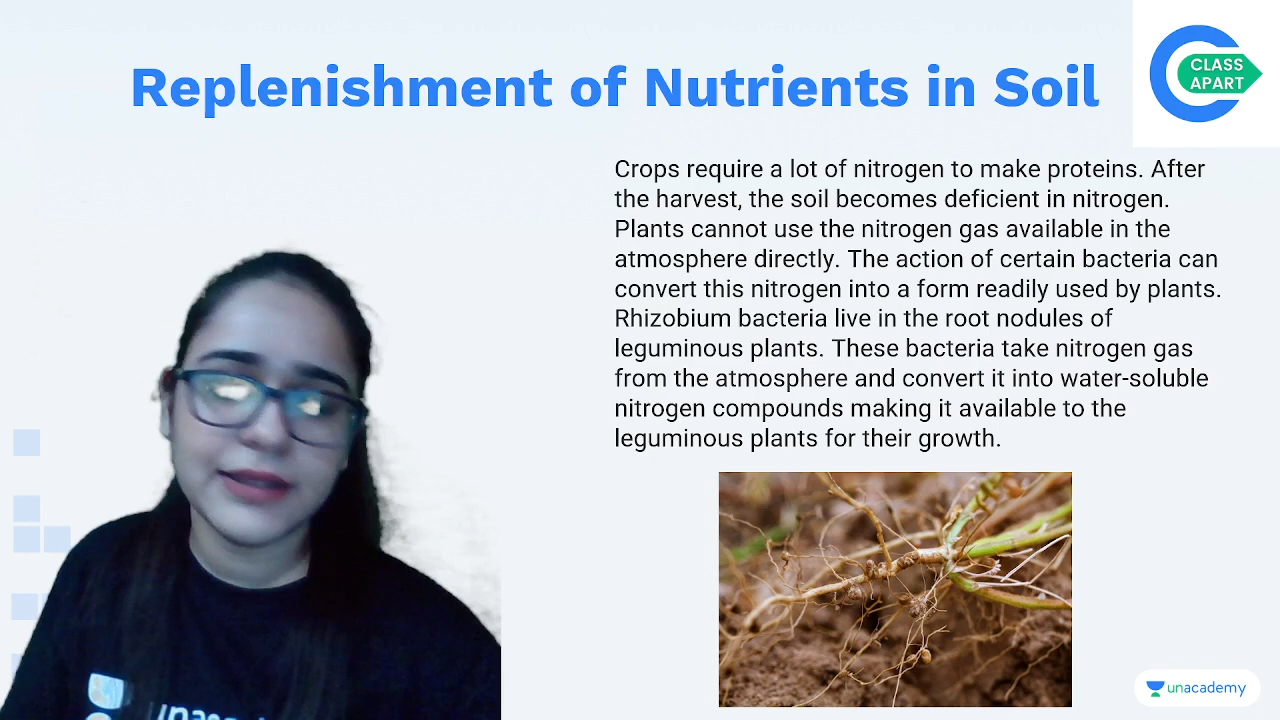 Replenishment of Nutrients in Soil
CLASS
APART
Crops require a lot of nitrogen to make proteins. After
the harvest, the soil becomes deficient in nitrogen.
Plants cannot use the nitrogen gas available in the
atmosphere directly. The action of certain bacteria can
convert this nitrogen into a form readily used by plants.
Rhizobium bacteria live in the root nodules of
leguminous plants. These bacteria take nitrogen gas
from the atmosphere and convert it into water-soluble
nitrogen compounds making it available to the
leguminous plants for their growth.
unacademy